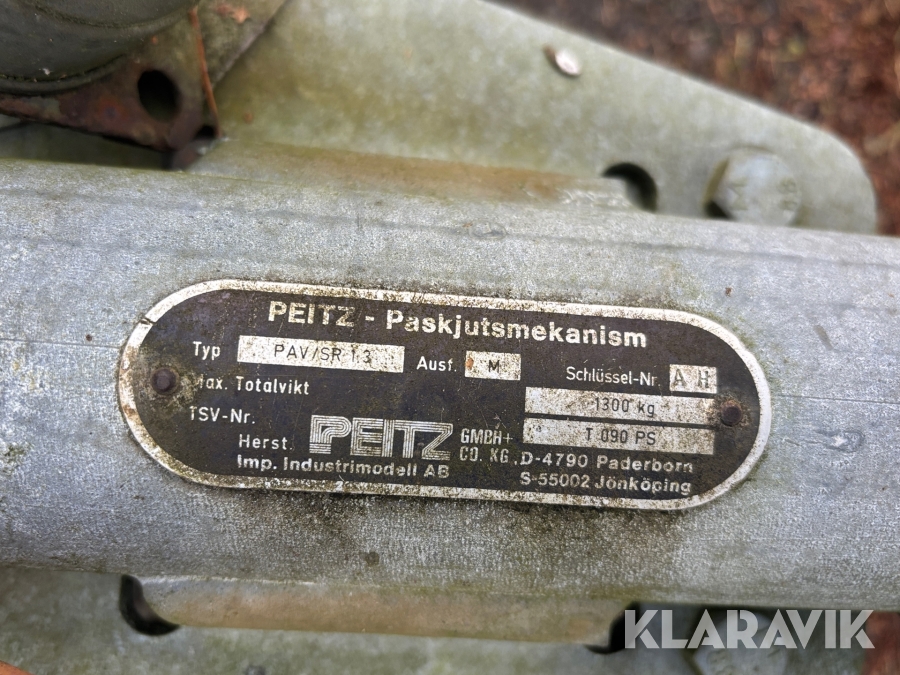 PEITZ - Paskjutsmekanism
Typ PAV/SR 1.3 Ausf. M Schlüssel-Nr. A H
Max. Totalvikt 1300 kg
TSV-Nr. T 090 PS
Herst. PEITZ GMBH + CO. KG., D-4790 Paderborn
Imp. Industrimodell AB S-55002 Jönköping
KLARAVIK